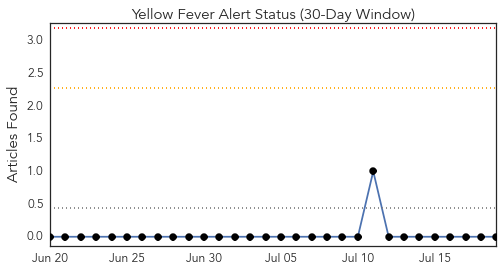 Yellow Fever Alert Status (30-Day Window)
Articles Found
3.0
2.5
2.0
1.5
1.0
0.5
0.0
Jun 20 Jun 25 Jun 30 Jul 05 Jul 10 Jul 15